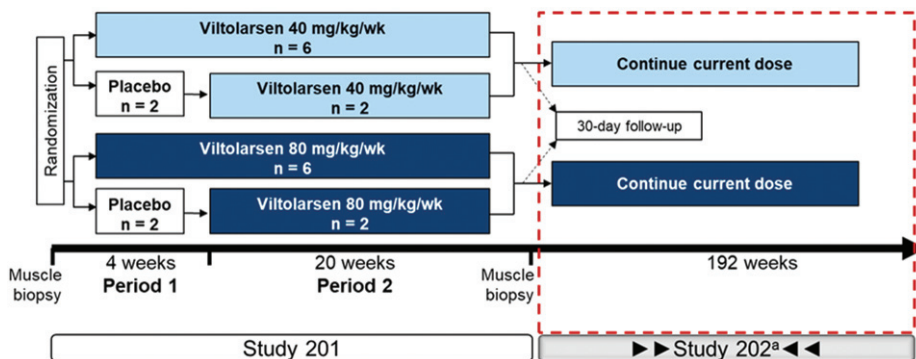 Randomization
Viltolarsen 40 mg/kg/wk
n = 6
Placebo
n = 2
Viltolarsen 40 mg/kg/wk
n = 2
Viltolarsen 80 mg/kg/wk
n = 6
Placebo
n = 2
Viltolarsen 80 mg/kg/wk
n = 2
Continue current dose
30-day follow-up
Continue current dose
Muscle
biopsy
4 weeks
Period 1
20 weeks
Period 2
Muscle
biopsy
192 weeks
Study 201
►►Study 202ᵃ◄◄